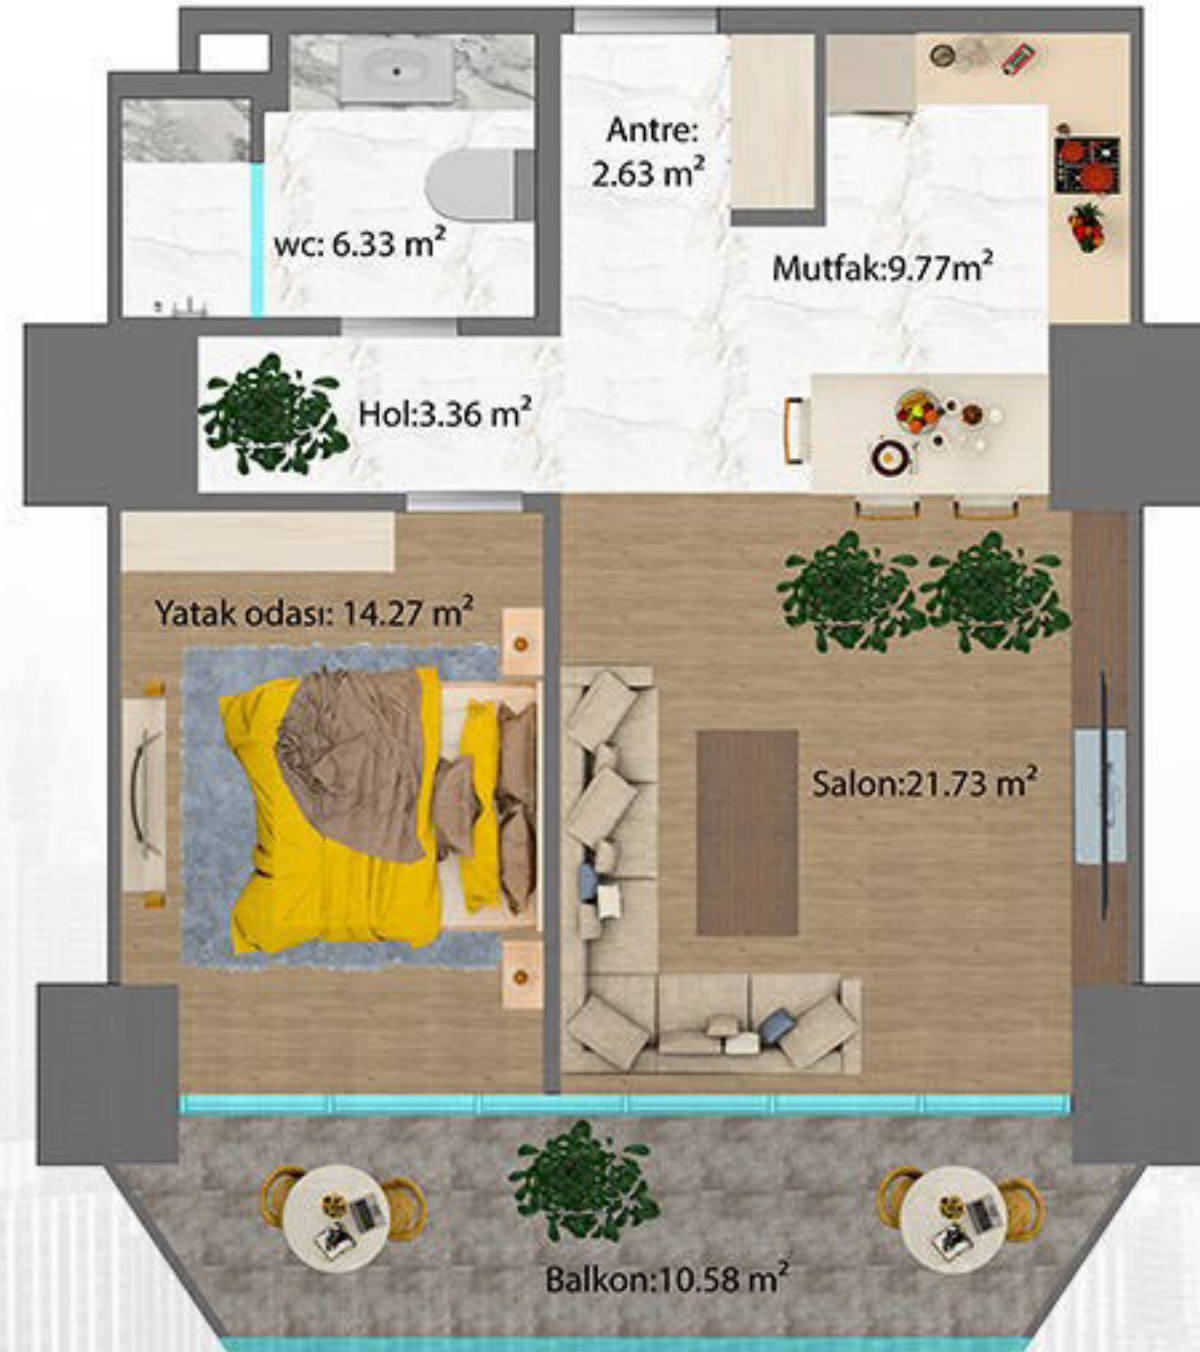 Antre:
2.63 m²
wc: 6.33 m²
Mutfak:9.77m²
Hol:3.36 m²
Yatak odası: 14.27 m²
Salon:21.73 m²
Balkon:10.58 m²